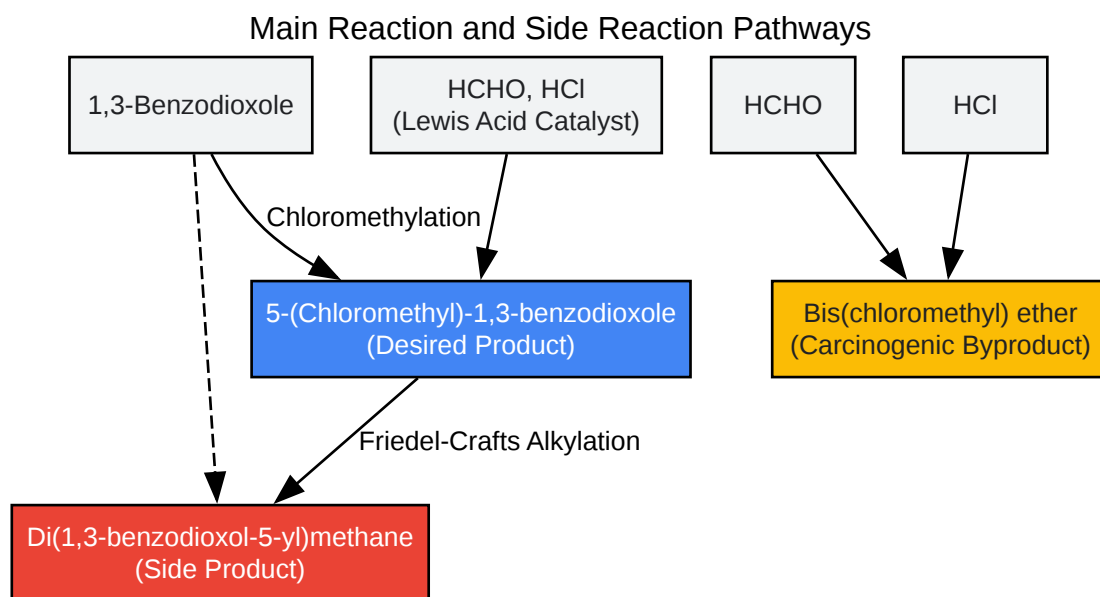 Main Reaction and Side Reaction Pathways
1,3-Benzodioxole
HCHO, HCl
(Lewis Acid Catalyst)
HCHO
HCl
Chloromethylation
5-(Chloromethyl)-1,3-benzodioxole
(Desired Product)
Bis(chloromethyl) ether
(Carcinogenic Byproduct)
Friedel-Crafts Alkylation
Di(1,3-benzodioxol-5-yl)methane
(Side Product)